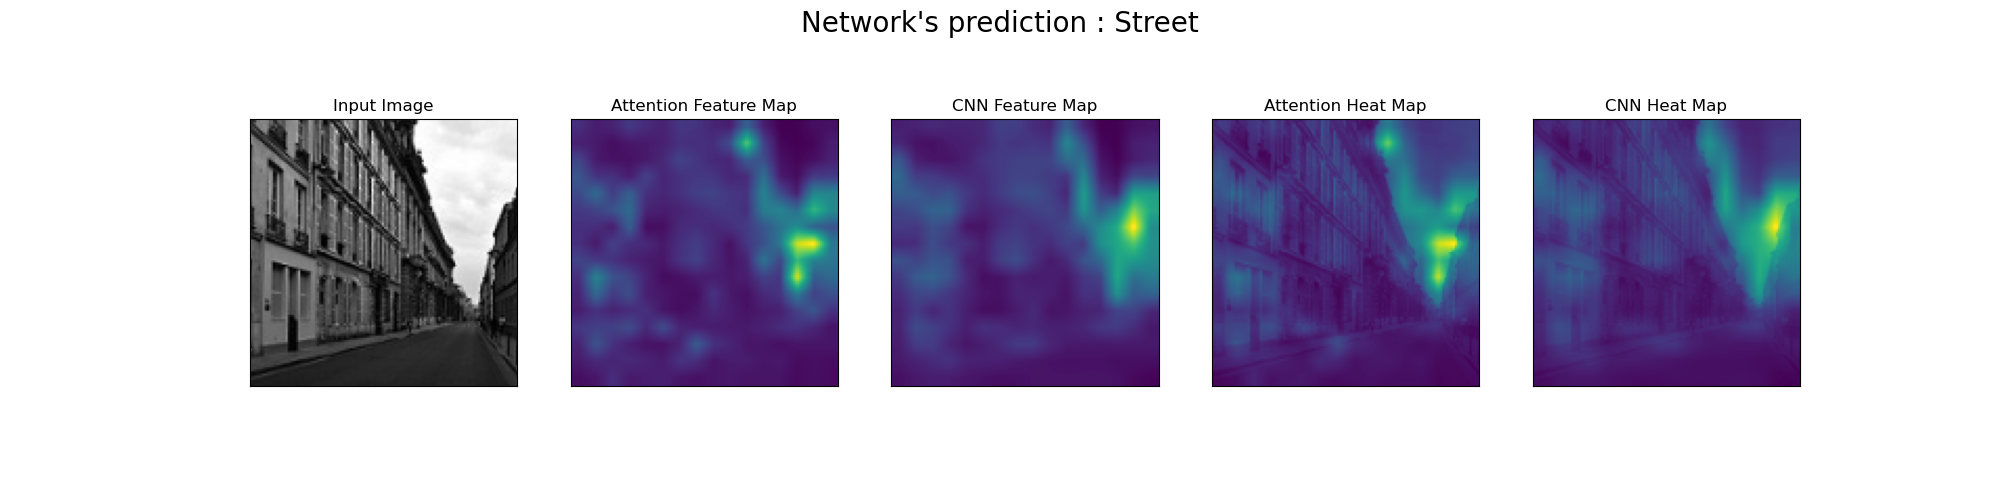 Network's prediction : Street
Input Image
Attention Feature Map
CNN Feature Map
Attention Heat Map
CNN Heat Map